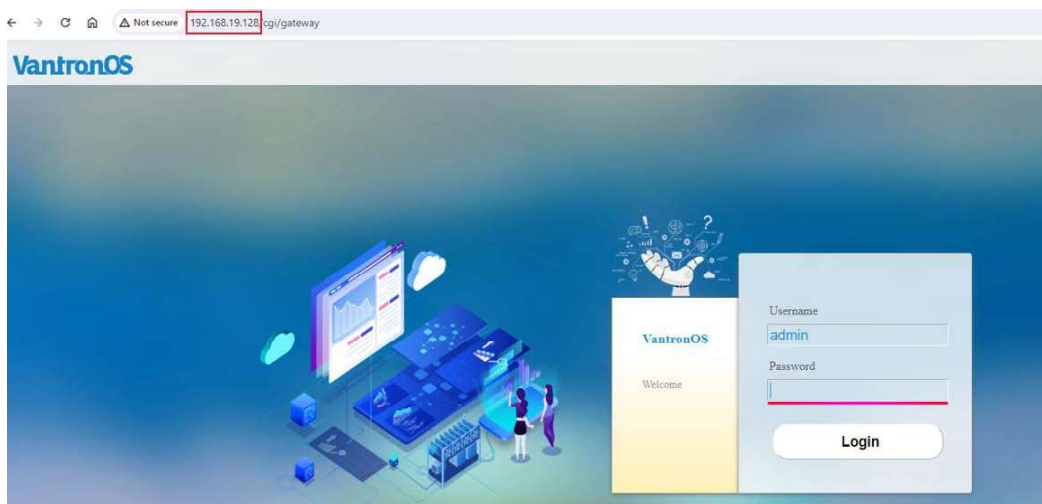 Not secure 192.168.19.128/cgi/gateway
VantronOS
VantronOS
Welcome
Username
admin
Password
Login